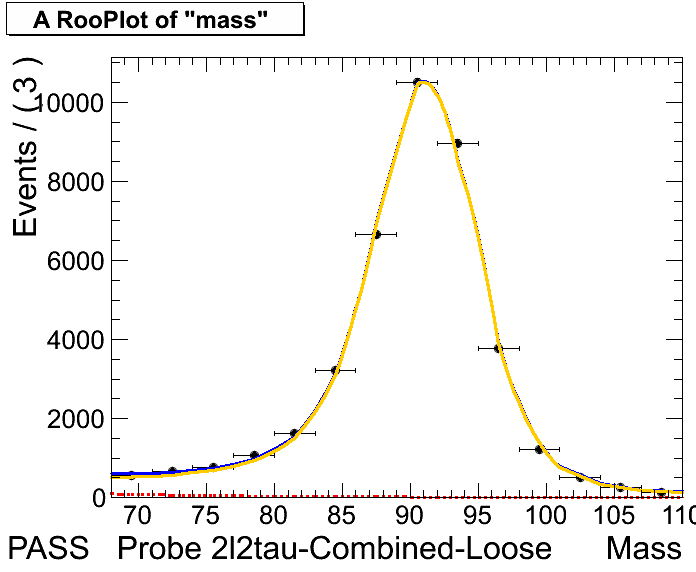 A RooPlot of "mass"
Events / ( 3 )
10000
8000
6000
4000
2000
0
70 75 80 85 90 95 100 105 110
PASS Probe 2l2tau-Combined-Loose Mass